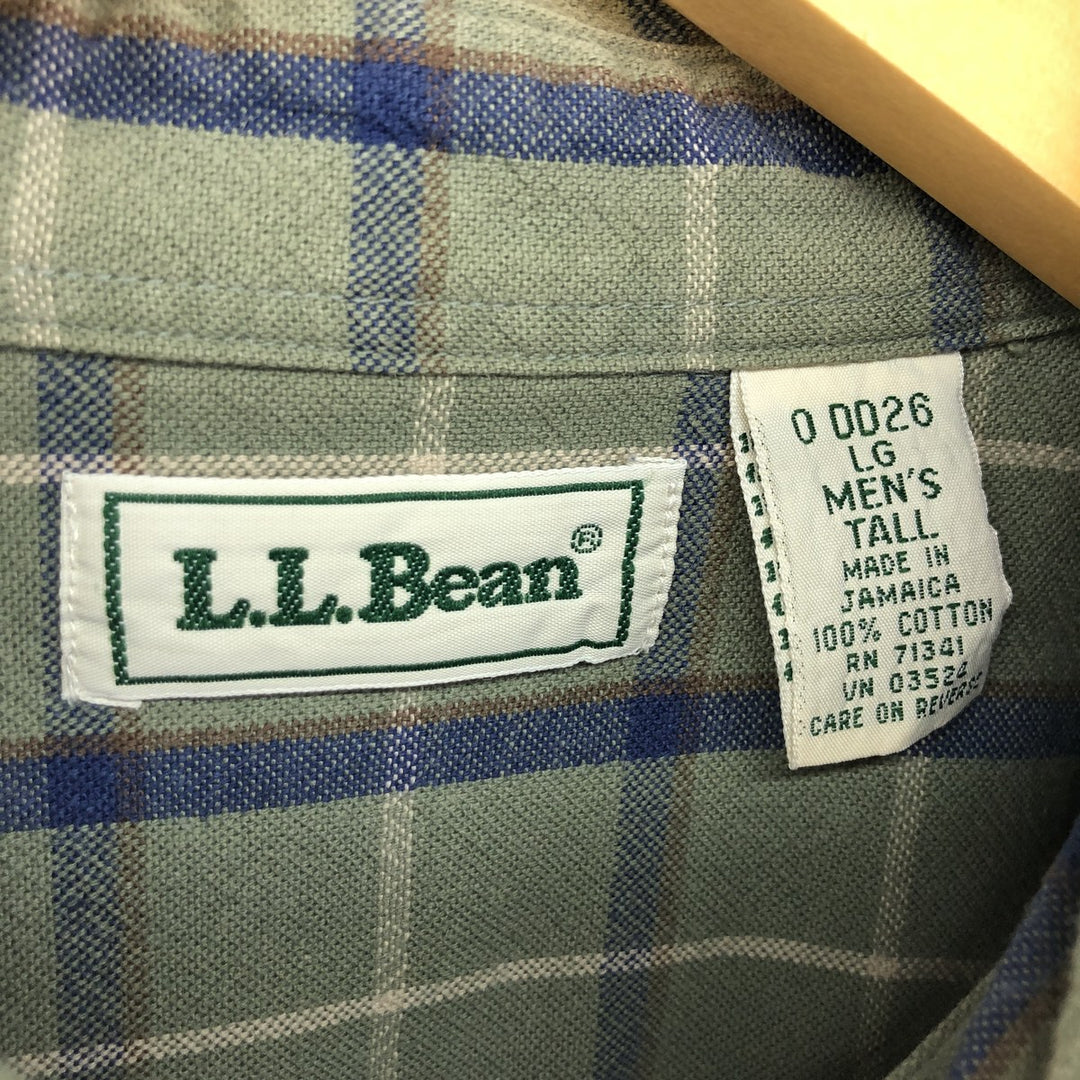 L.L.Bean®
0 DD26
LG
MEN'S
TALL
MADE IN
JAMAICA
100% COTTON
RN 71341
VN 03524
CARE ON REVERSE